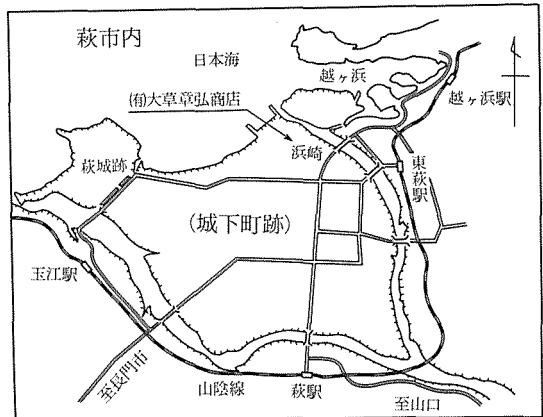 萩市内
日本海
越ヶ浜
(有)大草章弘商店
越ヶ浜駅
浜崎
萩城跡
東萩駅
(城下町跡)
玉江駅
至長門市
山陰線
萩駅
至山口